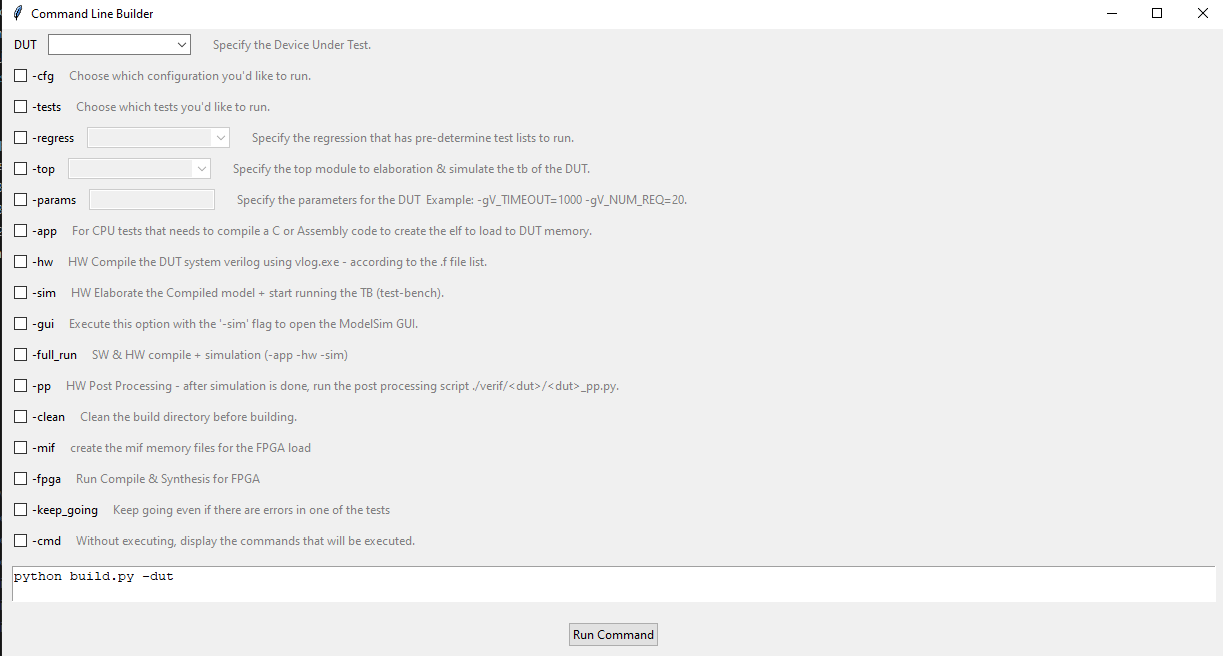 Command Line Builder
DUT Specify the Device Under Test.
-cfg Choose which configuration you'd like to run.
-tests Choose which tests you'd like to run.
-regress Specify the regression that has pre-determine test lists to run.
-top Specify the top module to elaboration & simulate the tb of the DUT.
-params Specify the parameters for the DUT Example: -gV_TIMEOUT=1000 -gV_NUM_REQ=20.
-app For CPU tests that needs to compile a C or Assembly code to create the elf to load to DUT memory.
-hw HW Compile the DUT system verilog using vlog.exe - according to the .f file list.
-sim HW Elaborate the Compiled model + start running the TB (test-bench).
-gui Execute this option with the '-sim' flag to open the ModelSim GUI.
-full_run SW & HW compile + simulation (-app -hw -sim)
-pp HW Post Processing - after simulation is done, run the post processing script ./verif/<dut>/<dut>_pp.py.
-clean Clean the build directory before building.
-mif create the mif memory files for the FPGA load
-fpga Run Compile & Synthesis for FPGA
-keep_going Keep going even if there are errors in one of the tests
-cmd Without executing, display the commands that will be executed.
python build.py -dut
Run Command